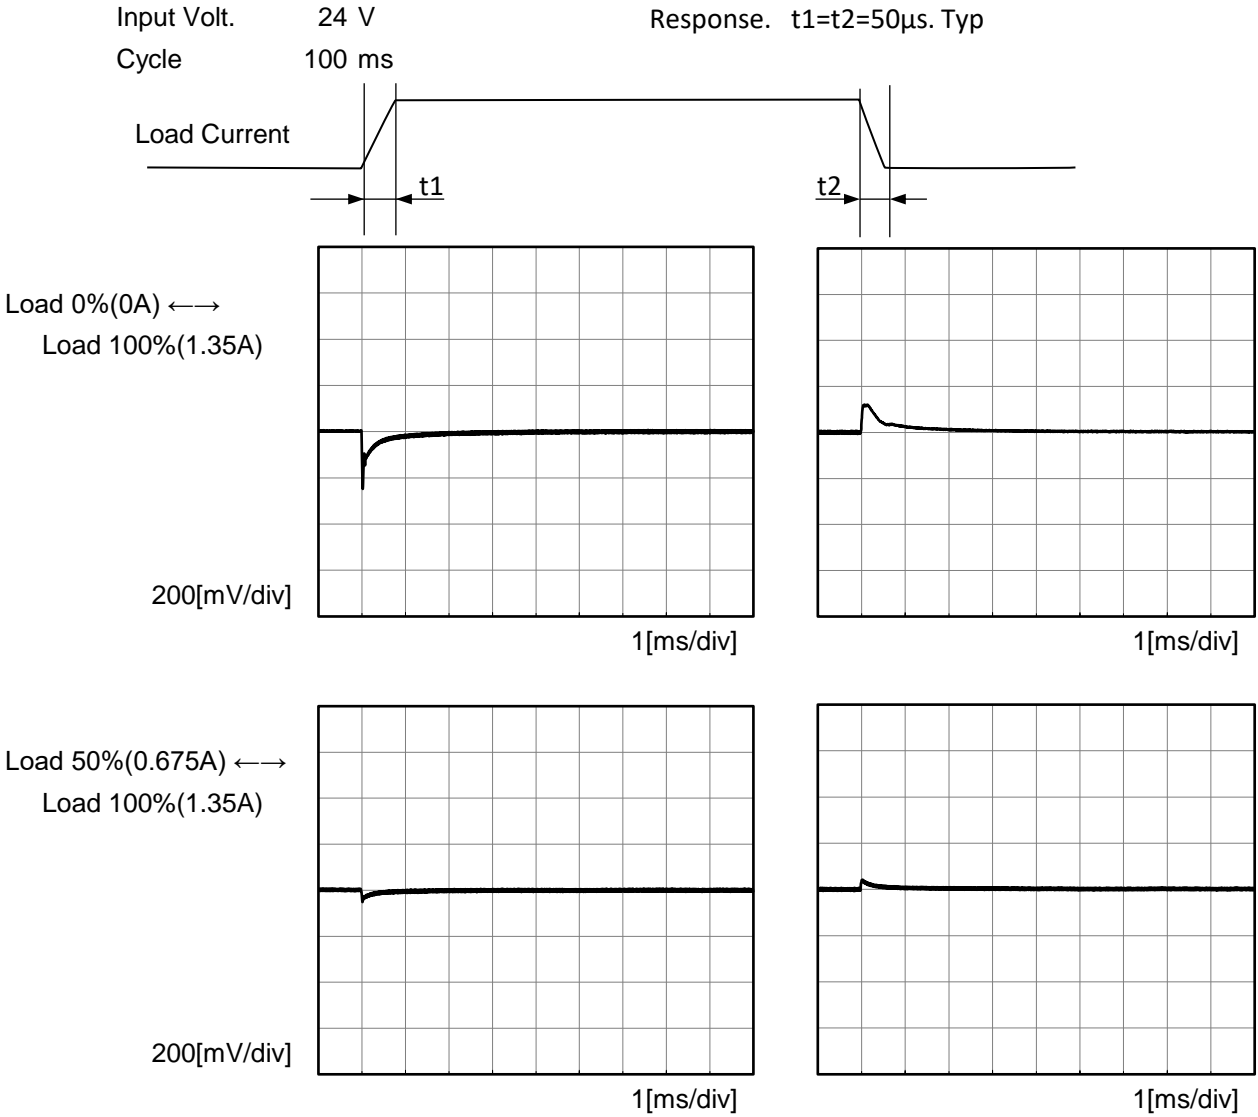 Input Volt. 24 V Response. t1=t2=50µs. Typ
Cycle 100 ms
Load Current
t1 t2
Load 0%(0A) ←→
Load 100%(1.35A)
200[mV/div]
1[ms/div] 1[ms/div]
Load 50%(0.675A) ←→
Load 100%(1.35A)
200[mV/div]
1[ms/div] 1[ms/div]